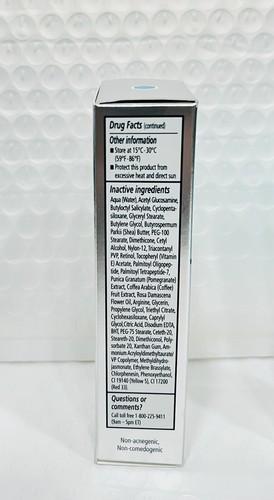 Drug Facts (continued)
Other information
■ Store at 15°C-30°C
(59°F-86°F)
■ Protect this product from
excessive heat and direct sun
Inactive ingredients
Aqua (Water), Acetyl Glucosamine,
Butyloctyl Salicylate, Cyclopenta-
siloxane, Glyceryl Stearate,
Butylene Glycol, Butyrospermum
Parkii (Shea) Butter, PEG-100
Stearate, Dimethicone, Cetyl
Alcohol, Nylon-12, Triacontanyl
PVP, Retinol, Tocopheryl (Vitamin
E) Acetate, Palmitoyl Oligopep-
tide, Palmitoyl Tetrapeptide-7,
Punica Granatum (Pomegranate)
Extract, Coffea Arabica (Coffee)
Fruit Extract, Rosa Damascena
Flower Oil, Arginine, Glycerin,
Propylene Glycol, Triethyl Citrate,
Cyclohexasiloxane, Caprylyl
Glycol, Citric Acid, Disodium EDTA,
BHT, PEG-75 Stearate, Ceteth-20,
Steareth-20, Dimethiconol, Poly-
sorbate 20, Xanthan Gum, Am-
monium Acryloyldimethyltaurate/
VP Copolymer, Methyldihydro-
jasmonate, Ethylene Brassylate,
Chlorphenesin, Phenoxyethanol,
CI 19140 (Yellow 5), CI 17200
(Red 33).
Questions or
comments?
Call toll free 1-800-225-9411
(9am – 5pm ET)
Non-acnegenic,
Non-comedogenic